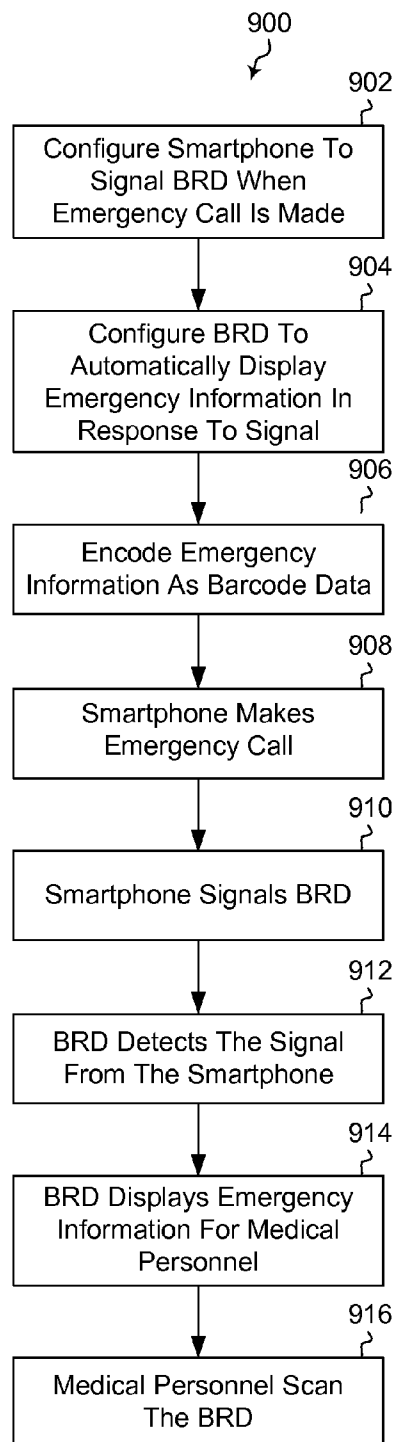 900
902
Configure Smartphone To
Signal BRD When
Emergency Call Is Made
904
Configure BRD To
Automatically Display
Emergency Information In
Response To Signal
906
Encode Emergency
Information As Barcode Data
908
Smartphone Makes
Emergency Call
910
Smartphone Signals BRD
912
BRD Detects The Signal
From The Smartphone
914
BRD Displays Emergency
Information For Medical
Personnel
916
Medical Personnel Scan
The BRD